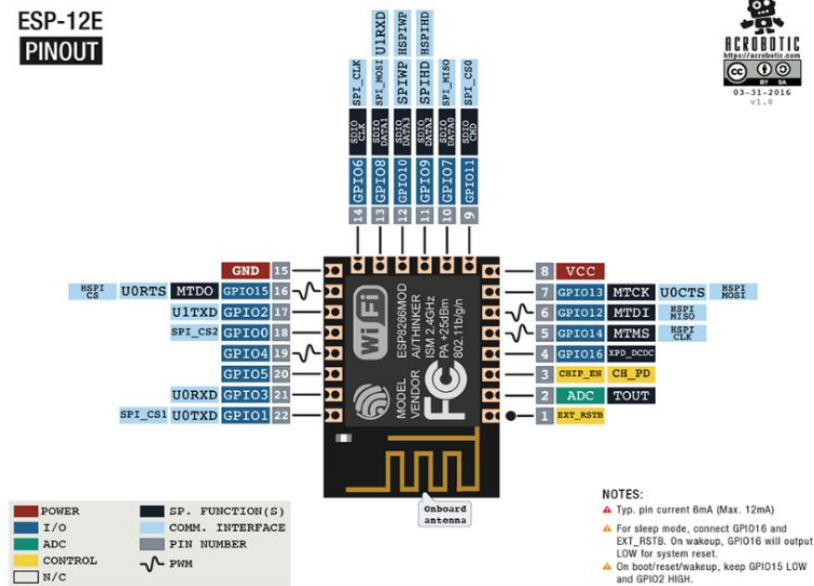 ESP-12E
PINOUT
ACROBOTIC
https://acrobotic.com
CC BY SA
03-31-2016
v1.0
14 GPIO6 SDIO CLK SPI_CLK
13 GPIO8 SDIO DATA1 SPI_MOSI U1RXD
12 GPIO10 SDIO DATA3 SPIWP HSPIWP
11 GPIO9 SDIO DATA2 SPIHD HSPIHD
10 GPIO7 SDIO DATA0 SPI_MISO
9 GPIO11 SDIO CMD SPI_CS0
GND 15
HSPI CS U0RTS MTDO GPIO15 16
U1TXD GPIO2 17
SPI_CS2 GPIO0 18
GPIO4 19
GPIO5 20
U0RXD GPIO3 21
SPI_CS1 U0TXD GPIO1 22
Wi Fi
MODEL ESP8266MOD
VENDOR AI/THINKER
ISM 2.4GHz
PA +25dBm
802.11b/g/n
FC
8 VCC
7 GPIO13 MTCK U0CTS HSPI MOSI
6 GPIO12 MTDI HSPI MISO
5 GPIO14 MTMS HSPI CLK
4 GPIO16 XPD_DCDC
3 CHIP_EN CH_PD
2 ADC TOUT
1 EXT_RSTB
Onboard
antenna
POWER
I/O
ADC
CONTROL
N/C
SP. FUNCTION(S)
COMM. INTERFACE
PIN NUMBER
PWM
NOTES:
Typ. pin current 6mA (Max. 12mA)
For sleep mode, connect GPIO16 and
EXT_RSTB. On wakeup, GPIO16 will output
LOW for system reset.
On boot/reset/wakeup, keep GPIO15 LOW
and GPIO2 HIGH.